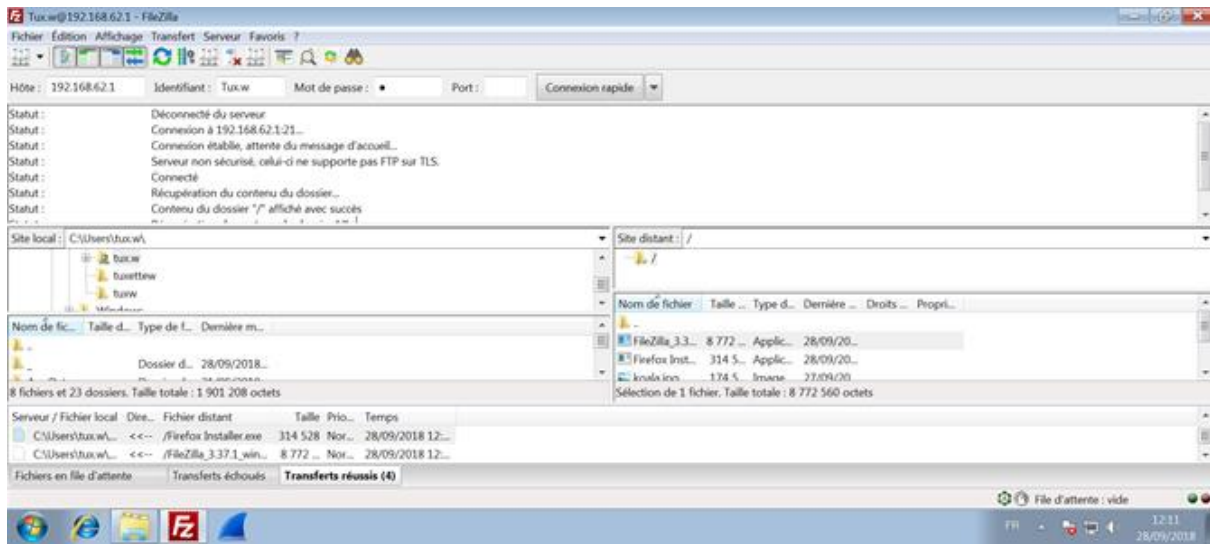 Tux.w@192.168.62.1 - FileZilla
Fichier Édition Affichage Transfert Serveur Favoris ?
Hôte : 192.168.62.1 Identifiant : Tux.w Mot de passe : ● Port : Connexion rapide
Statut : Déconnecté du serveur
Statut : Connexion à 192.168.62.1:21...
Statut : Connexion établie, attente du message d'accueil...
Statut : Serveur non sécurisé, celui-ci ne supporte pas FTP sur TLS.
Statut : Connecté
Statut : Récupération du contenu du dossier...
Statut : Contenu du dossier "/" affiché avec succès
Site local : C:\Users\tux.w\
tux.w
tuxettew
tuxw
Windows
Nom de fic... Taille d... Type de f... Dernière m...
..
Dossier d... 28/09/2018...
8 fichiers et 23 dossiers. Taille totale : 1 901 208 octets
Site distant : /
/
Nom de fichier Taille ... Type d... Dernière ... Droits ... Propri...
..
FileZilla_3.3... 8 772 ... Applic... 28/09/20...
Firefox Inst... 314 5... Applic... 28/09/20...
koala.jpg 174 5... Image 27/09/20
Sélection de 1 fichier. Taille totale : 8 772 560 octets
Serveur / Fichier local Dire... Fichier distant Taille Prio... Temps
C:\Users\tux.w\... <<-- /Firefox Installer.exe 314 528 Nor... 28/09/2018 12:...
C:\Users\tux.w\... <<-- /FileZilla_3.37.1_win... 8 772 ... Nor... 28/09/2018 12:...
Fichiers en file d'attente Transferts échoués Transferts réussis (4)
File d'attente : vide
FR 12:11
28/09/2018